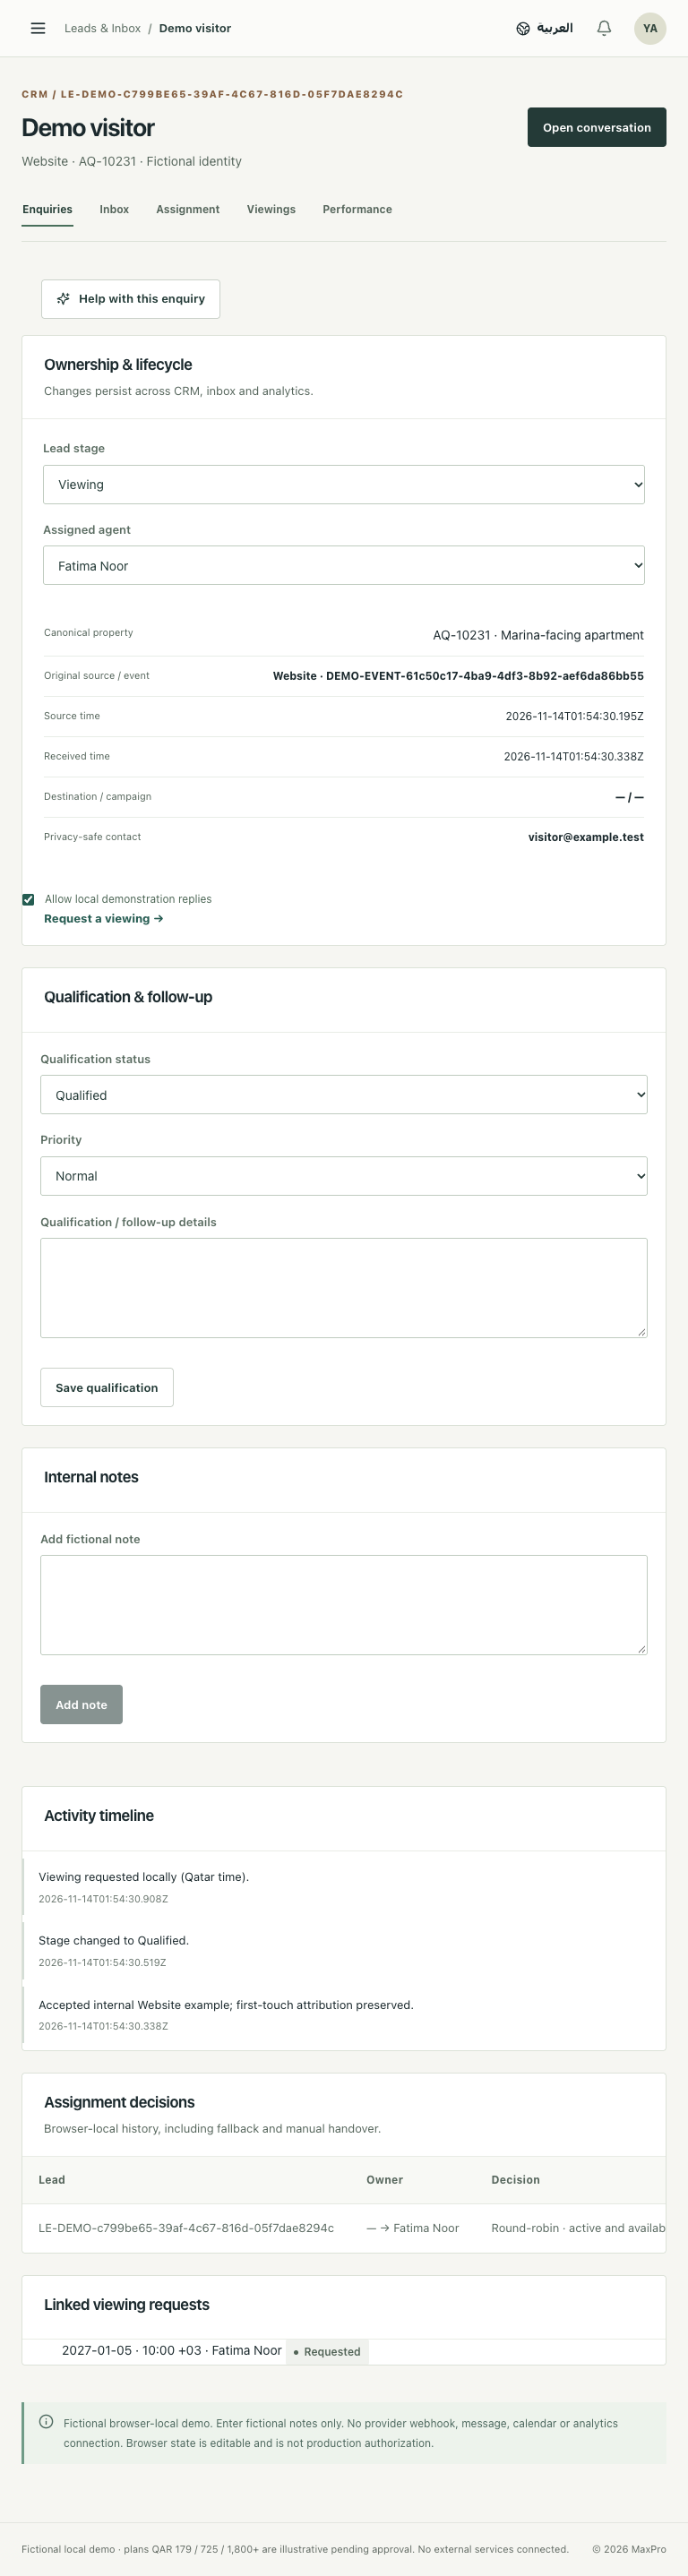 Leads & Inbox / Demo visitor
العربية
YA
CRM / LE-DEMO-C799BE65-39AF-4C67-816D-05F7DAE8294C
Demo visitor
Open conversation
Website · AQ-10231 · Fictional identity
Enquiries Inbox Assignment Viewings Performance
Help with this enquiry
Ownership & lifecycle
Changes persist across CRM, inbox and analytics.
Lead stage
Viewing
Assigned agent
Fatima Noor
Canonical property AQ-10231 · Marina-facing apartment
Original source / event Website · DEMO-EVENT-61c50c17-4ba9-4df3-8b92-aef6da86bb55
Source time 2026-11-14T01:54:30.195Z
Received time 2026-11-14T01:54:30.338Z
Destination / campaign — / —
Privacy-safe contact visitor@example.test
Allow local demonstration replies
Request a viewing →
Qualification & follow-up
Qualification status
Qualified
Priority
Normal
Qualification / follow-up details
Save qualification
Internal notes
Add fictional note
Add note
Activity timeline
Viewing requested locally (Qatar time).
2026-11-14T01:54:30.908Z
Stage changed to Qualified.
2026-11-14T01:54:30.519Z
Accepted internal Website example; first-touch attribution preserved.
2026-11-14T01:54:30.338Z
Assignment decisions
Browser-local history, including fallback and manual handover.
Lead Owner Decision
LE-DEMO-c799be65-39af-4c67-816d-05f7dae8294c — → Fatima Noor Round-robin · active and availab
Linked viewing requests
2027-01-05 · 10:00 +03 · Fatima Noor • Requested
Fictional browser-local demo. Enter fictional notes only. No provider webhook, message, calendar or analytics
connection. Browser state is editable and is not production authorization.
Fictional local demo · plans QAR 179 / 725 / 1,800+ are illustrative pending approval. No external services connected. © 2026 MaxPro